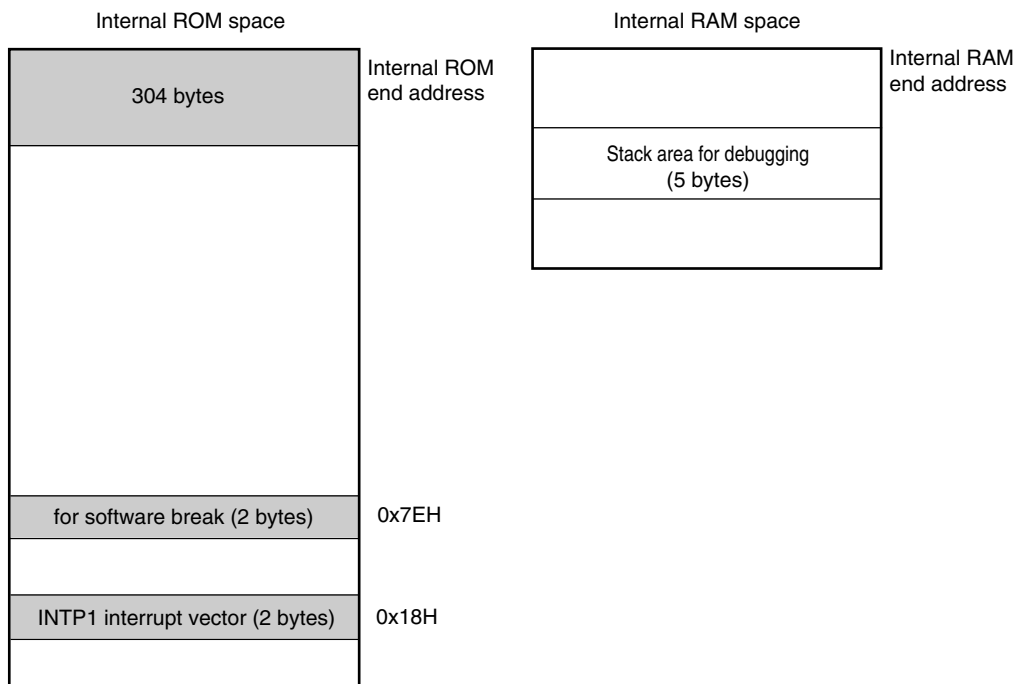 Internal ROM space
304 bytes
Internal ROM
end address
for software break (2 bytes)
0x7EH
INTP1 interrupt vector (2 bytes)
0x18H
Internal RAM space
Internal RAM
end address
Stack area for debugging
(5 bytes)